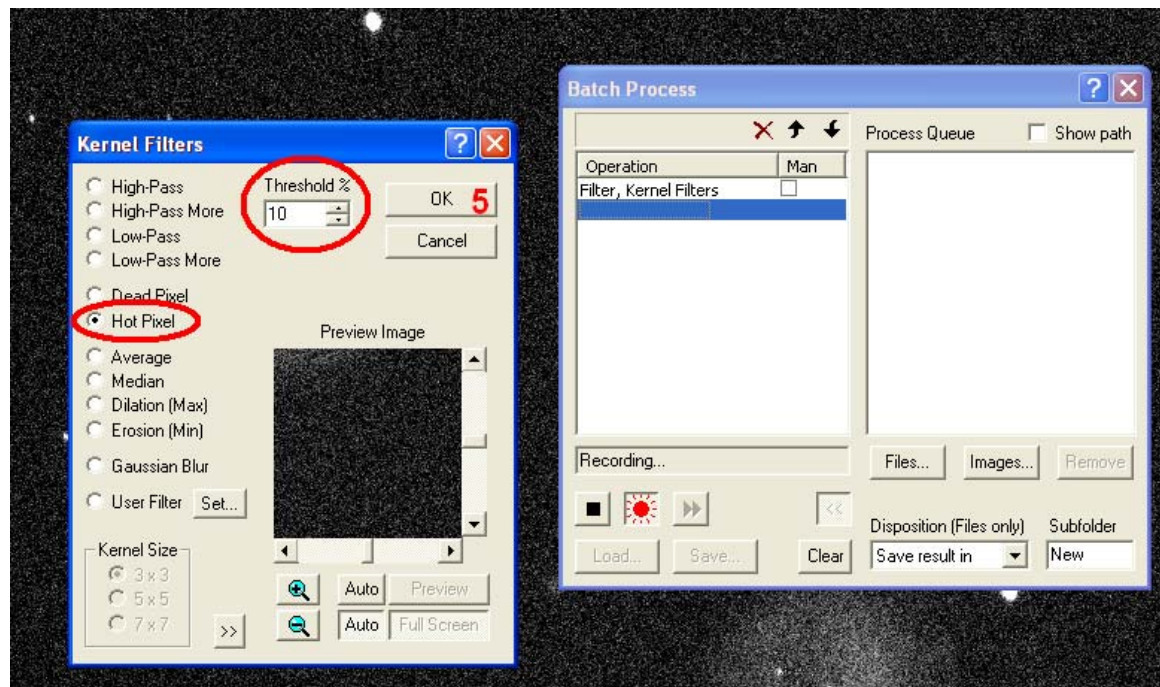 Kernel Filters
High-Pass
High-Pass More
Low-Pass
Low-Pass More
Dead Pixel
Hot Pixel
Average
Median
Dilation (Max)
Erosion (Min)
Gaussian Blur
User Filter Set...
Kernel Size
3 x 3
5 x 5
7 x 7
>>
Threshold %
10
OK 5
Cancel
Preview Image
Auto Preview
Auto Full Screen
Batch Process
Operation Man
Filter, Kernel Filters
Recording...
<<
Load... Save... Clear
Process Queue Show path
Files... Images... Remove
Disposition (Files only) Subfolder
Save result in New